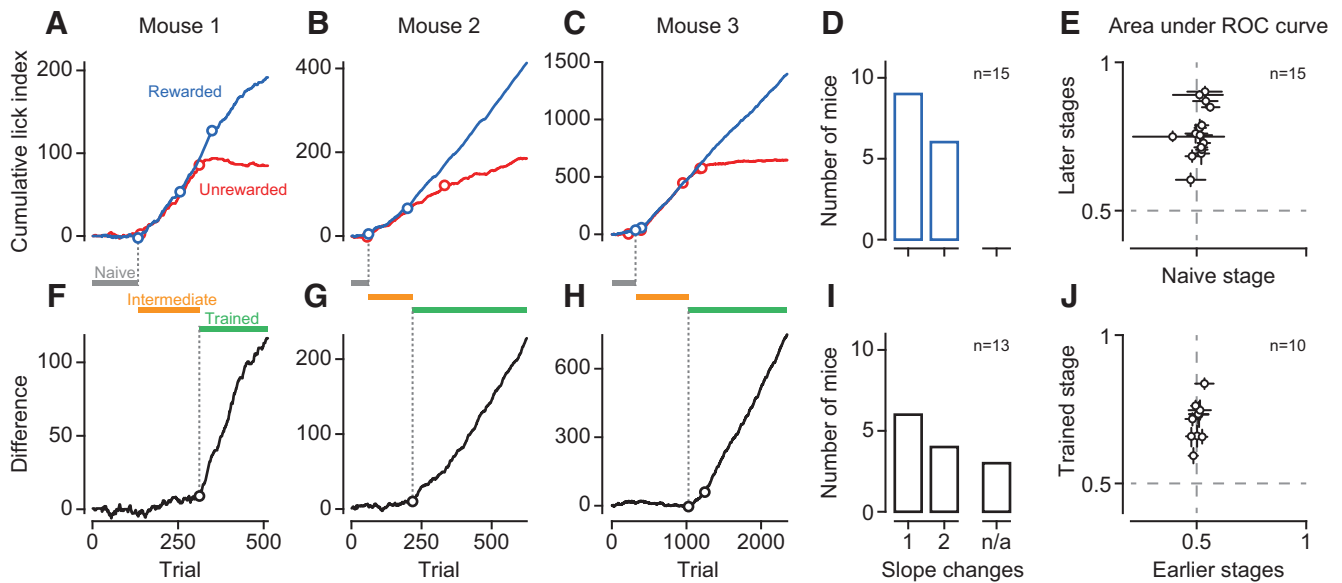 A Mouse 1
B Mouse 2
C Mouse 3
D
E Area under ROC curve
Cumulative lick index
200
100
0
Rewarded
Unrewarded
400
200
0
1500
1000
500
0
Number of mice
10
5
0
n=15
Later stages
1
0.5
n=15
0.5
1
Naive stage
Naive
Intermediate
Trained
F
G
H
I
J
Difference
100
50
0
0
250
500
Trial
200
100
0
0
250
500
Trial
600
300
0
0
1000
2000
Trial
Number of mice
10
5
0
n=13
1
2
n/a
Slope changes
Trained stage
1
0.5
n=10
0.5
1
Earlier stages